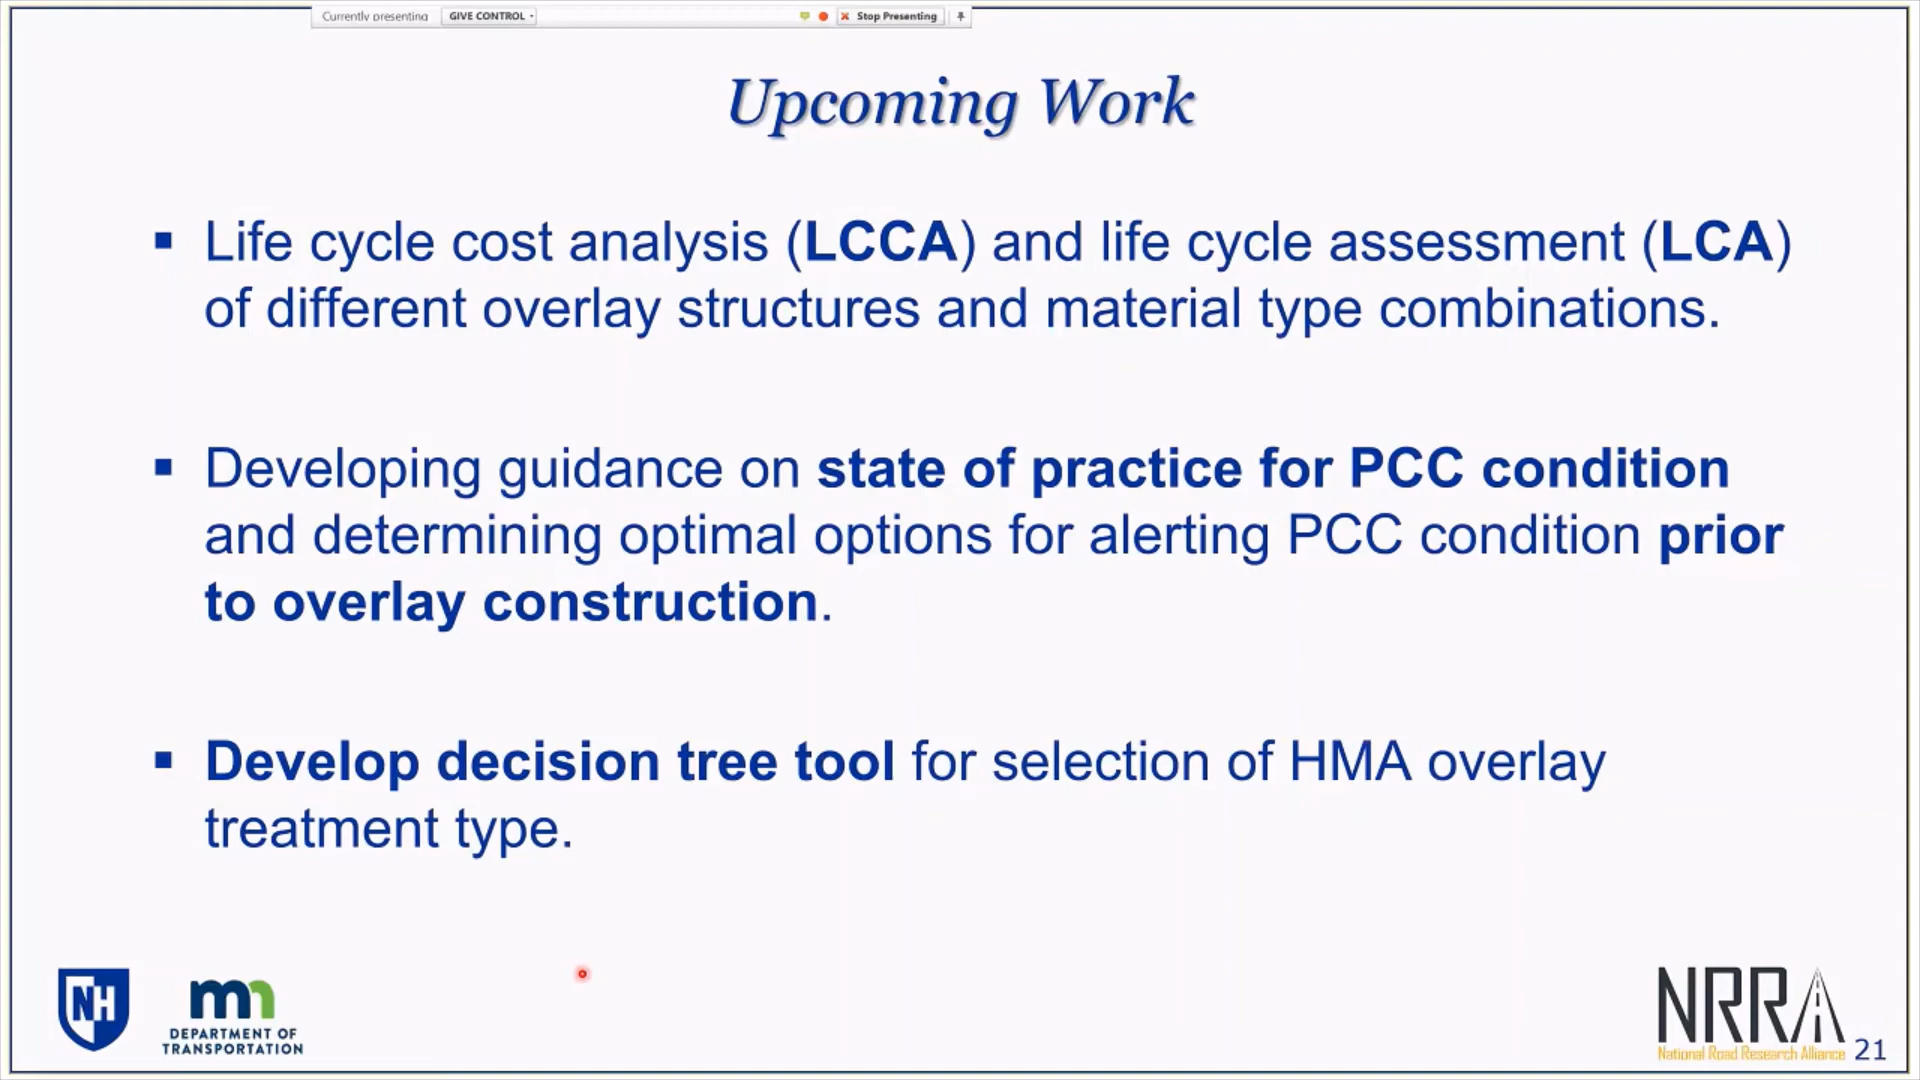 Currently presenting GIVE CONTROL Stop Presenting
Upcoming Work
▪ Life cycle cost analysis (LCCA) and life cycle assessment (LCA)
of different overlay structures and material type combinations.
▪ Developing guidance on state of practice for PCC condition
and determining optimal options for alerting PCC condition prior
to overlay construction.
▪ Develop decision tree tool for selection of HMA overlay
treatment type.
NH
mn
DEPARTMENT OF
TRANSPORTATION
NRRA
National Road Research Alliance
21